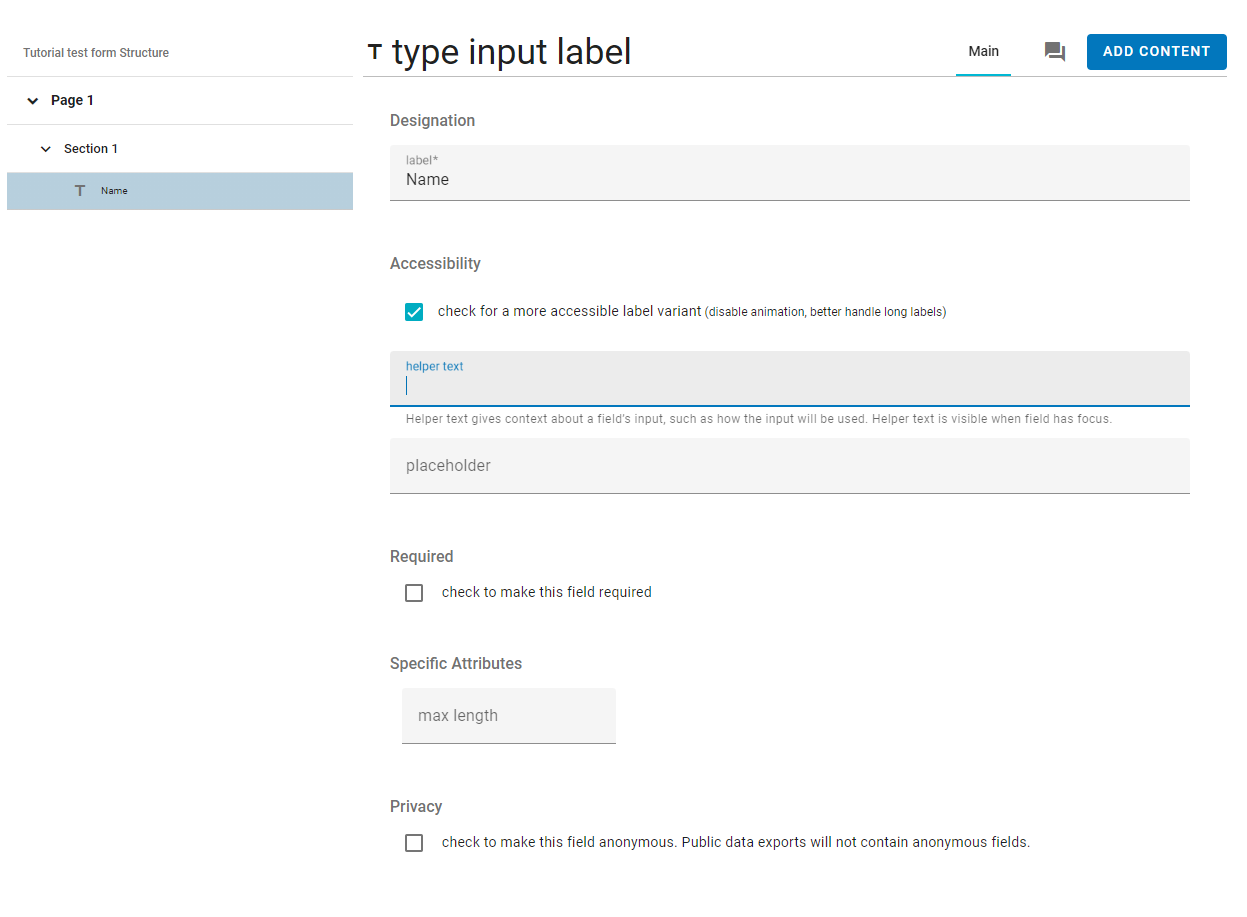 Tutorial test form Structure
Page 1
Section 1
T Name
T type input label
Main
ADD CONTENT
Designation
label*
Name
Accessibility
check for a more accessible label variant (disable animation, better handle long labels)
helper text
Helper text gives context about a field's input, such as how the input will be used. Helper text is visible when field has focus.
placeholder
Required
check to make this field required
Specific Attributes
max length
Privacy
check to make this field anonymous. Public data exports will not contain anonymous fields.